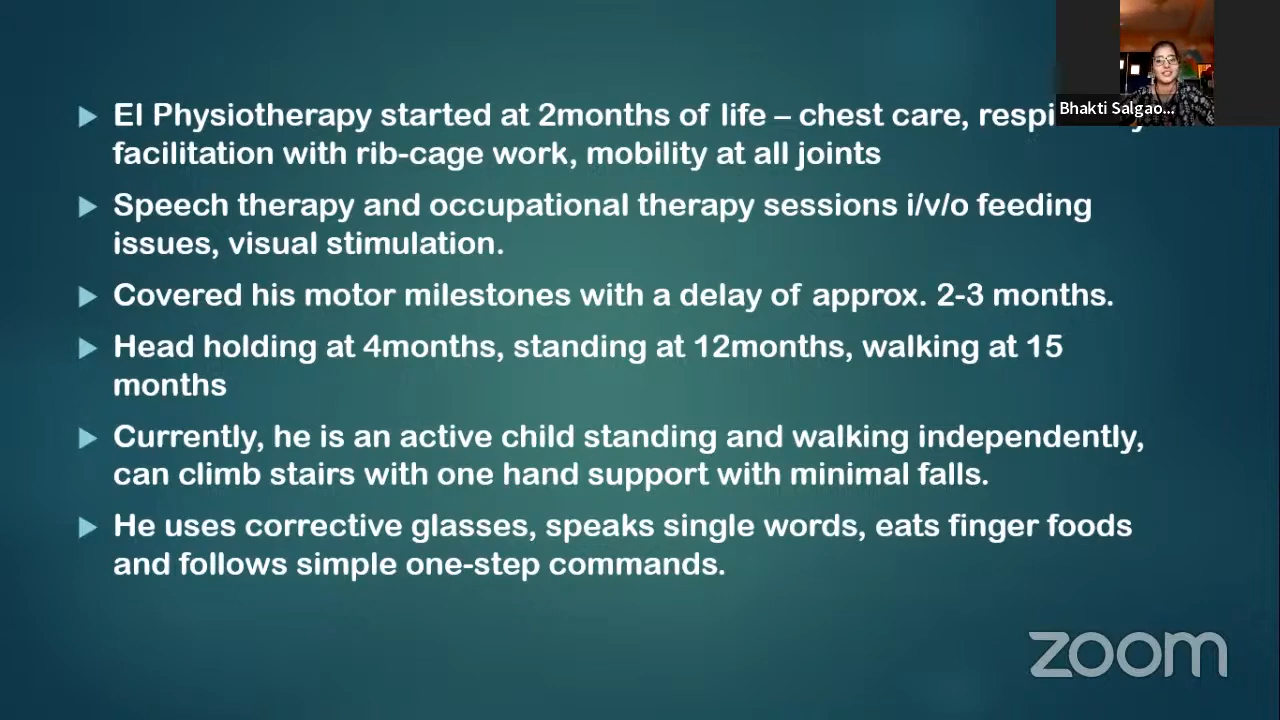 EI Physiotherapy started at 2months of life – chest care,
facilitation with rib-cage work, mobility at all joints
Speech therapy and occupational therapy sessions i/v/o feeding
issues, visual stimulation.
Covered his motor milestones with a delay of approx. 2-3 months.
Head holding at 4months, standing at 12months, walking at 15
months
Currently, he is an active child standing and walking independently,
can climb stairs with one hand support with minimal falls.
He uses corrective glasses, speaks single words, eats finger foods
and follows simple one-step commands.
Bhakti Salgao...
zoom